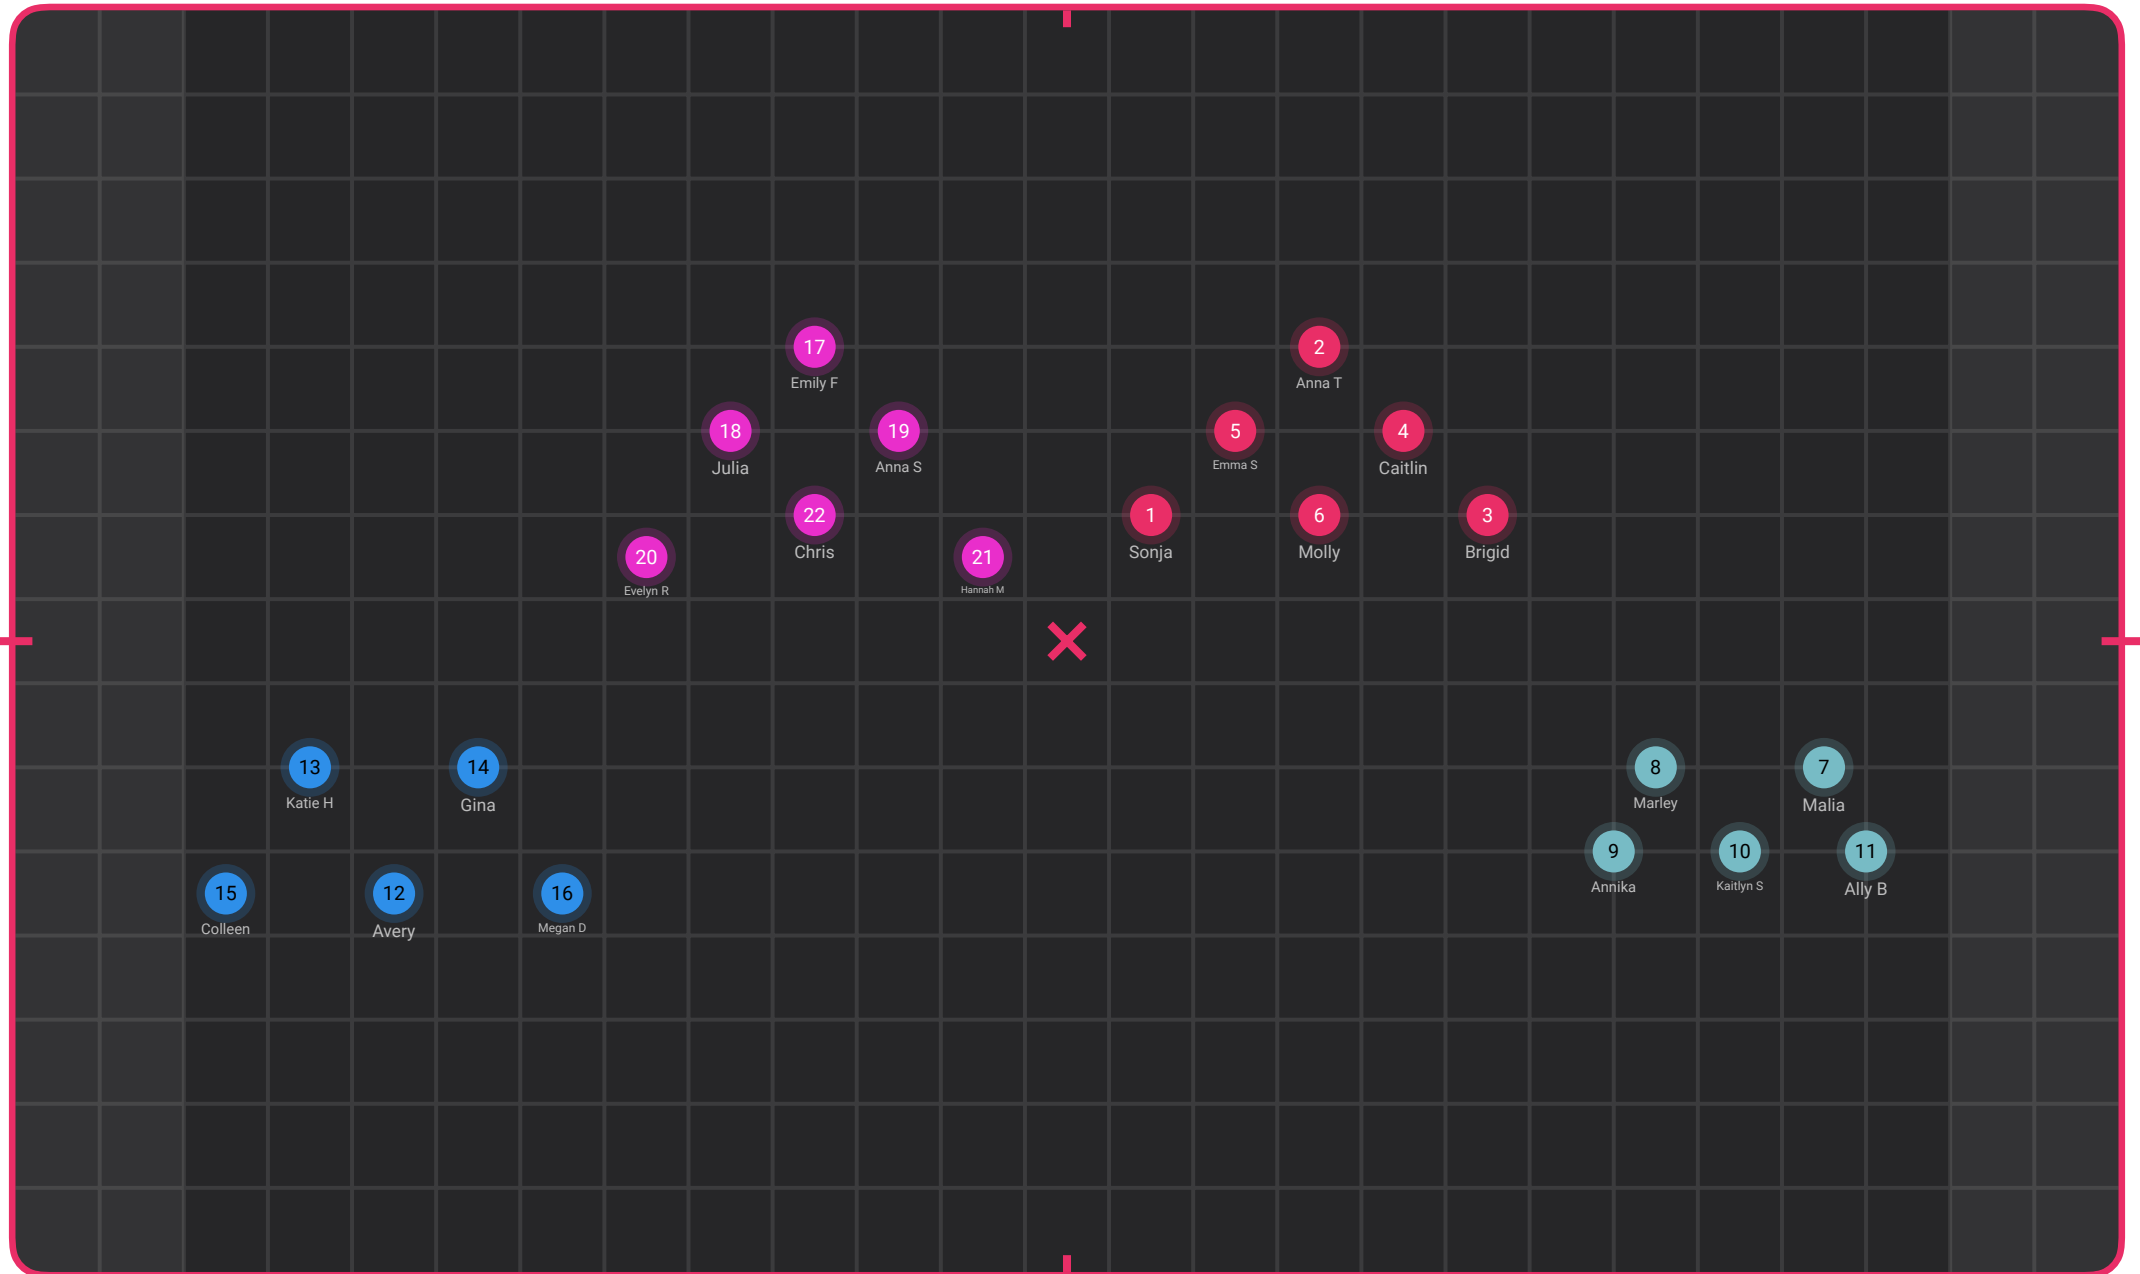 17
Emily F
2
Anna T
18
Julia
19
Anna S
5
Emma S
4
Caitlin
22
Chris
1
Sonja
6
Molly
3
Brigid
20
Evelyn R
21
Hannah M
13
Katie H
14
Gina
8
Marley
7
Malia
9
Annika
10
Kaitlyn S
11
Ally B
15
Colleen
12
Avery
16
Megan D